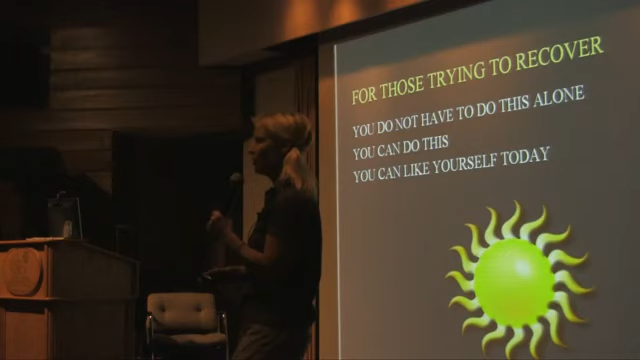 FOR THOSE TRYING TO RECOVER
YOU DO NOT HAVE TO DO THIS ALONE
YOU CAN DO THIS
YOU CAN LIKE YOURSELF TODAY